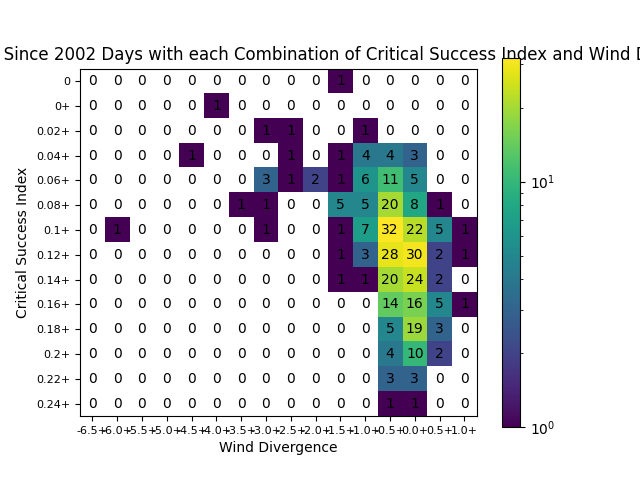 Since 2002 Days with each Combination of Critical Success Index and Wind D
0 0 0 0 0 0 0 0 0 0 0 1 0 0 0 0 0
0+ 0 0 0 0 0 1 0 0 0 0 0 0 0 0 0 0
0.02+ 0 0 0 0 0 0 0 1 1 0 0 1 0 0 0 0
0.04+ 0 0 0 0 1 0 0 0 1 0 1 4 4 3 0 0
0.06+ 0 0 0 0 0 0 0 3 1 2 1 6 11 5 0 0
0.08+ 0 0 0 0 0 0 1 1 0 0 5 5 20 8 1 0
0.1+ 0 1 0 0 0 0 0 1 0 0 1 7 32 22 5 1
0.12+ 0 0 0 0 0 0 0 0 0 0 1 3 28 30 2 1
0.14+ 0 0 0 0 0 0 0 0 0 0 1 1 20 24 2 0
0.16+ 0 0 0 0 0 0 0 0 0 0 0 0 14 16 5 1
0.18+ 0 0 0 0 0 0 0 0 0 0 0 0 5 19 3 0
0.2+ 0 0 0 0 0 0 0 0 0 0 0 0 4 10 2 0
0.22+ 0 0 0 0 0 0 0 0 0 0 0 0 3 3 0 0
0.24+ 0 0 0 0 0 0 0 0 0 0 0 0 1 1 0 0
-6.5+ -6.0+ -5.5+ -5.0+ -4.5+ -4.0+ -3.5+ -3.0+ -2.5+ -2.0+ -1.5+ -1.0+ -0.5+ 0.0+ 0.5+ 1.0+
Wind Divergence
Critical Success Index
10¹
10⁰